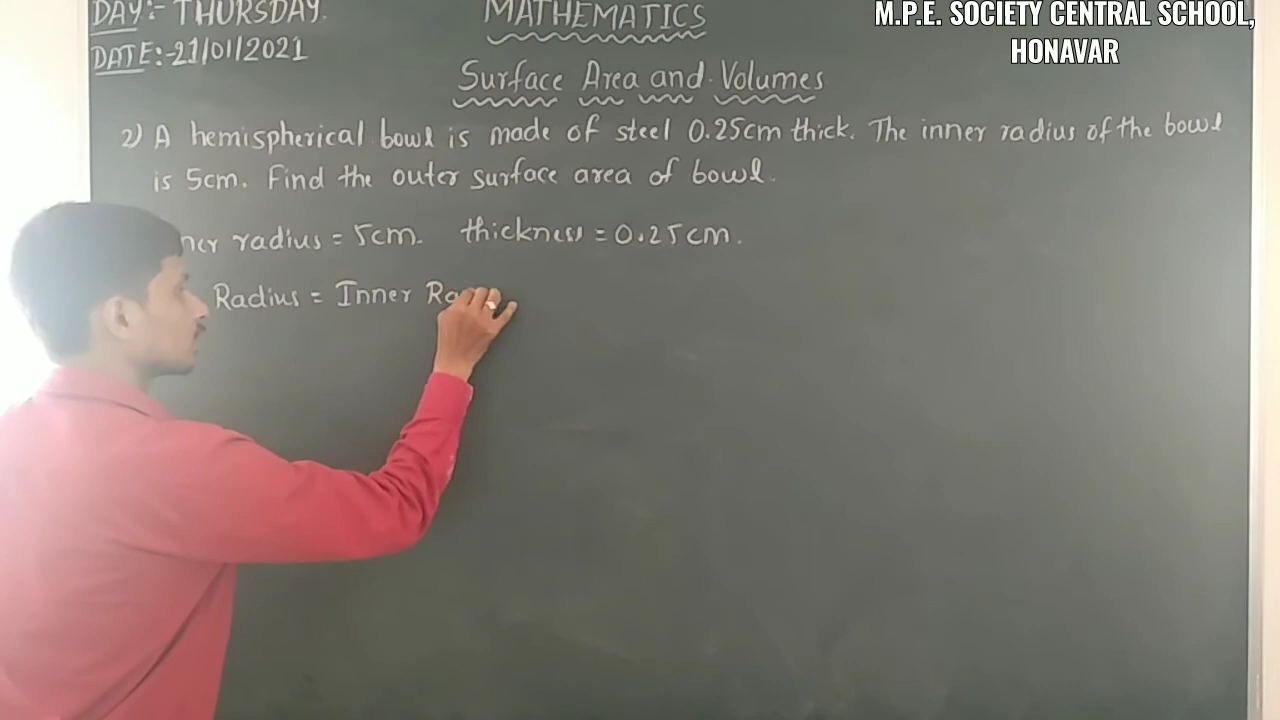 DAY:- THURSDAY.
MATHEMATICS
M.P.E. SOCIETY CENTRAL SCHOOL,
HONAVAR
DATE:-21/01/2021
Surface Area and Volumes
2) A hemispherical bowl is made of steel 0.25cm thick. The inner radius of the bowl
is 5cm. Find the outer surface area of bowl.
radius = 5cm. thickness = 0.25cm.
Radius = Inner